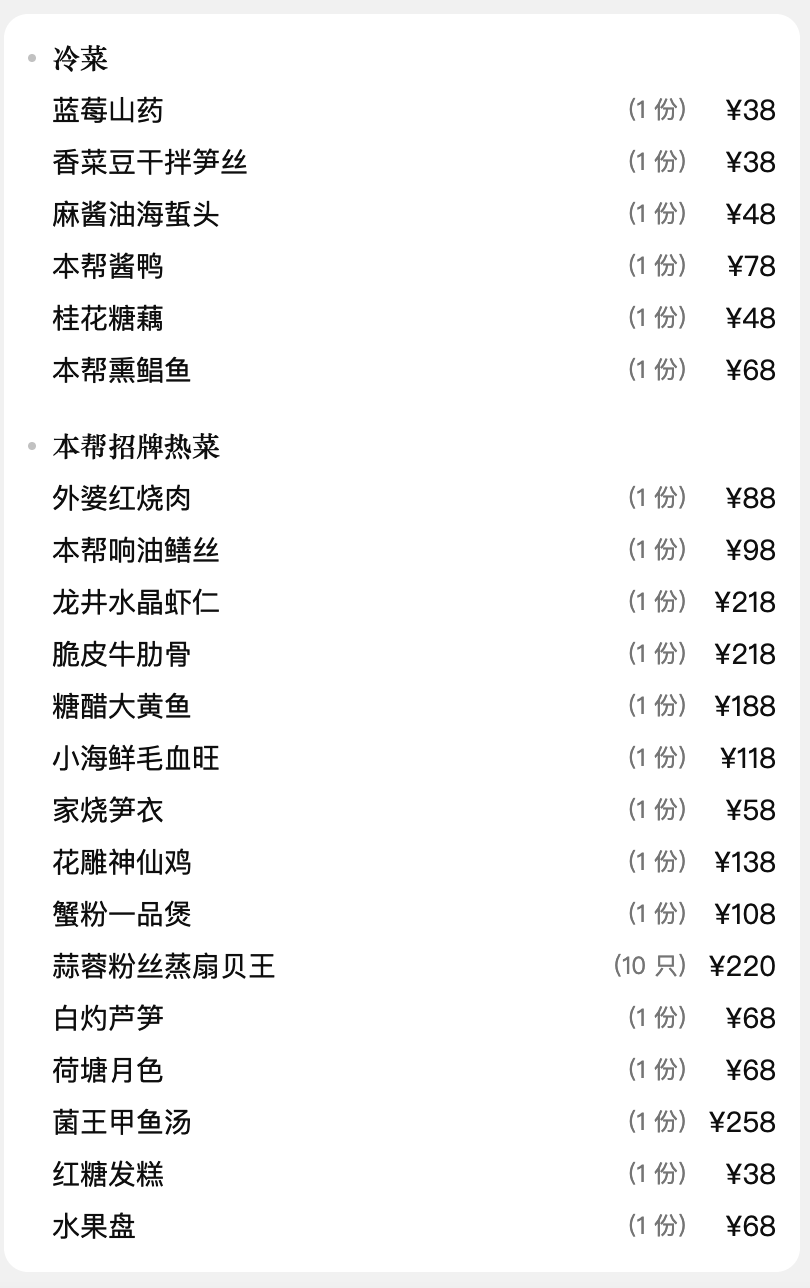 冷菜
蓝莓山药 (1 份) ¥38
香菜豆干拌笋丝 (1 份) ¥38
麻酱油海蜇头 (1 份) ¥48
本帮酱鸭 (1 份) ¥78
桂花糖藕 (1 份) ¥48
本帮熏鲳鱼 (1 份) ¥68
本帮招牌热菜
外婆红烧肉 (1 份) ¥88
本帮响油鳝丝 (1 份) ¥98
龙井水晶虾仁 (1 份) ¥218
脆皮牛肋骨 (1 份) ¥218
糖醋大黄鱼 (1 份) ¥188
小海鲜毛血旺 (1 份) ¥118
家烧笋衣 (1 份) ¥58
花雕神仙鸡 (1 份) ¥138
蟹粉一品煲 (1 份) ¥108
蒜蓉粉丝蒸扇贝王 (10 只) ¥220
白灼芦笋 (1 份) ¥68
荷塘月色 (1 份) ¥68
菌王甲鱼汤 (1 份) ¥258
红糖发糕 (1 份) ¥38
水果盘 (1 份) ¥68